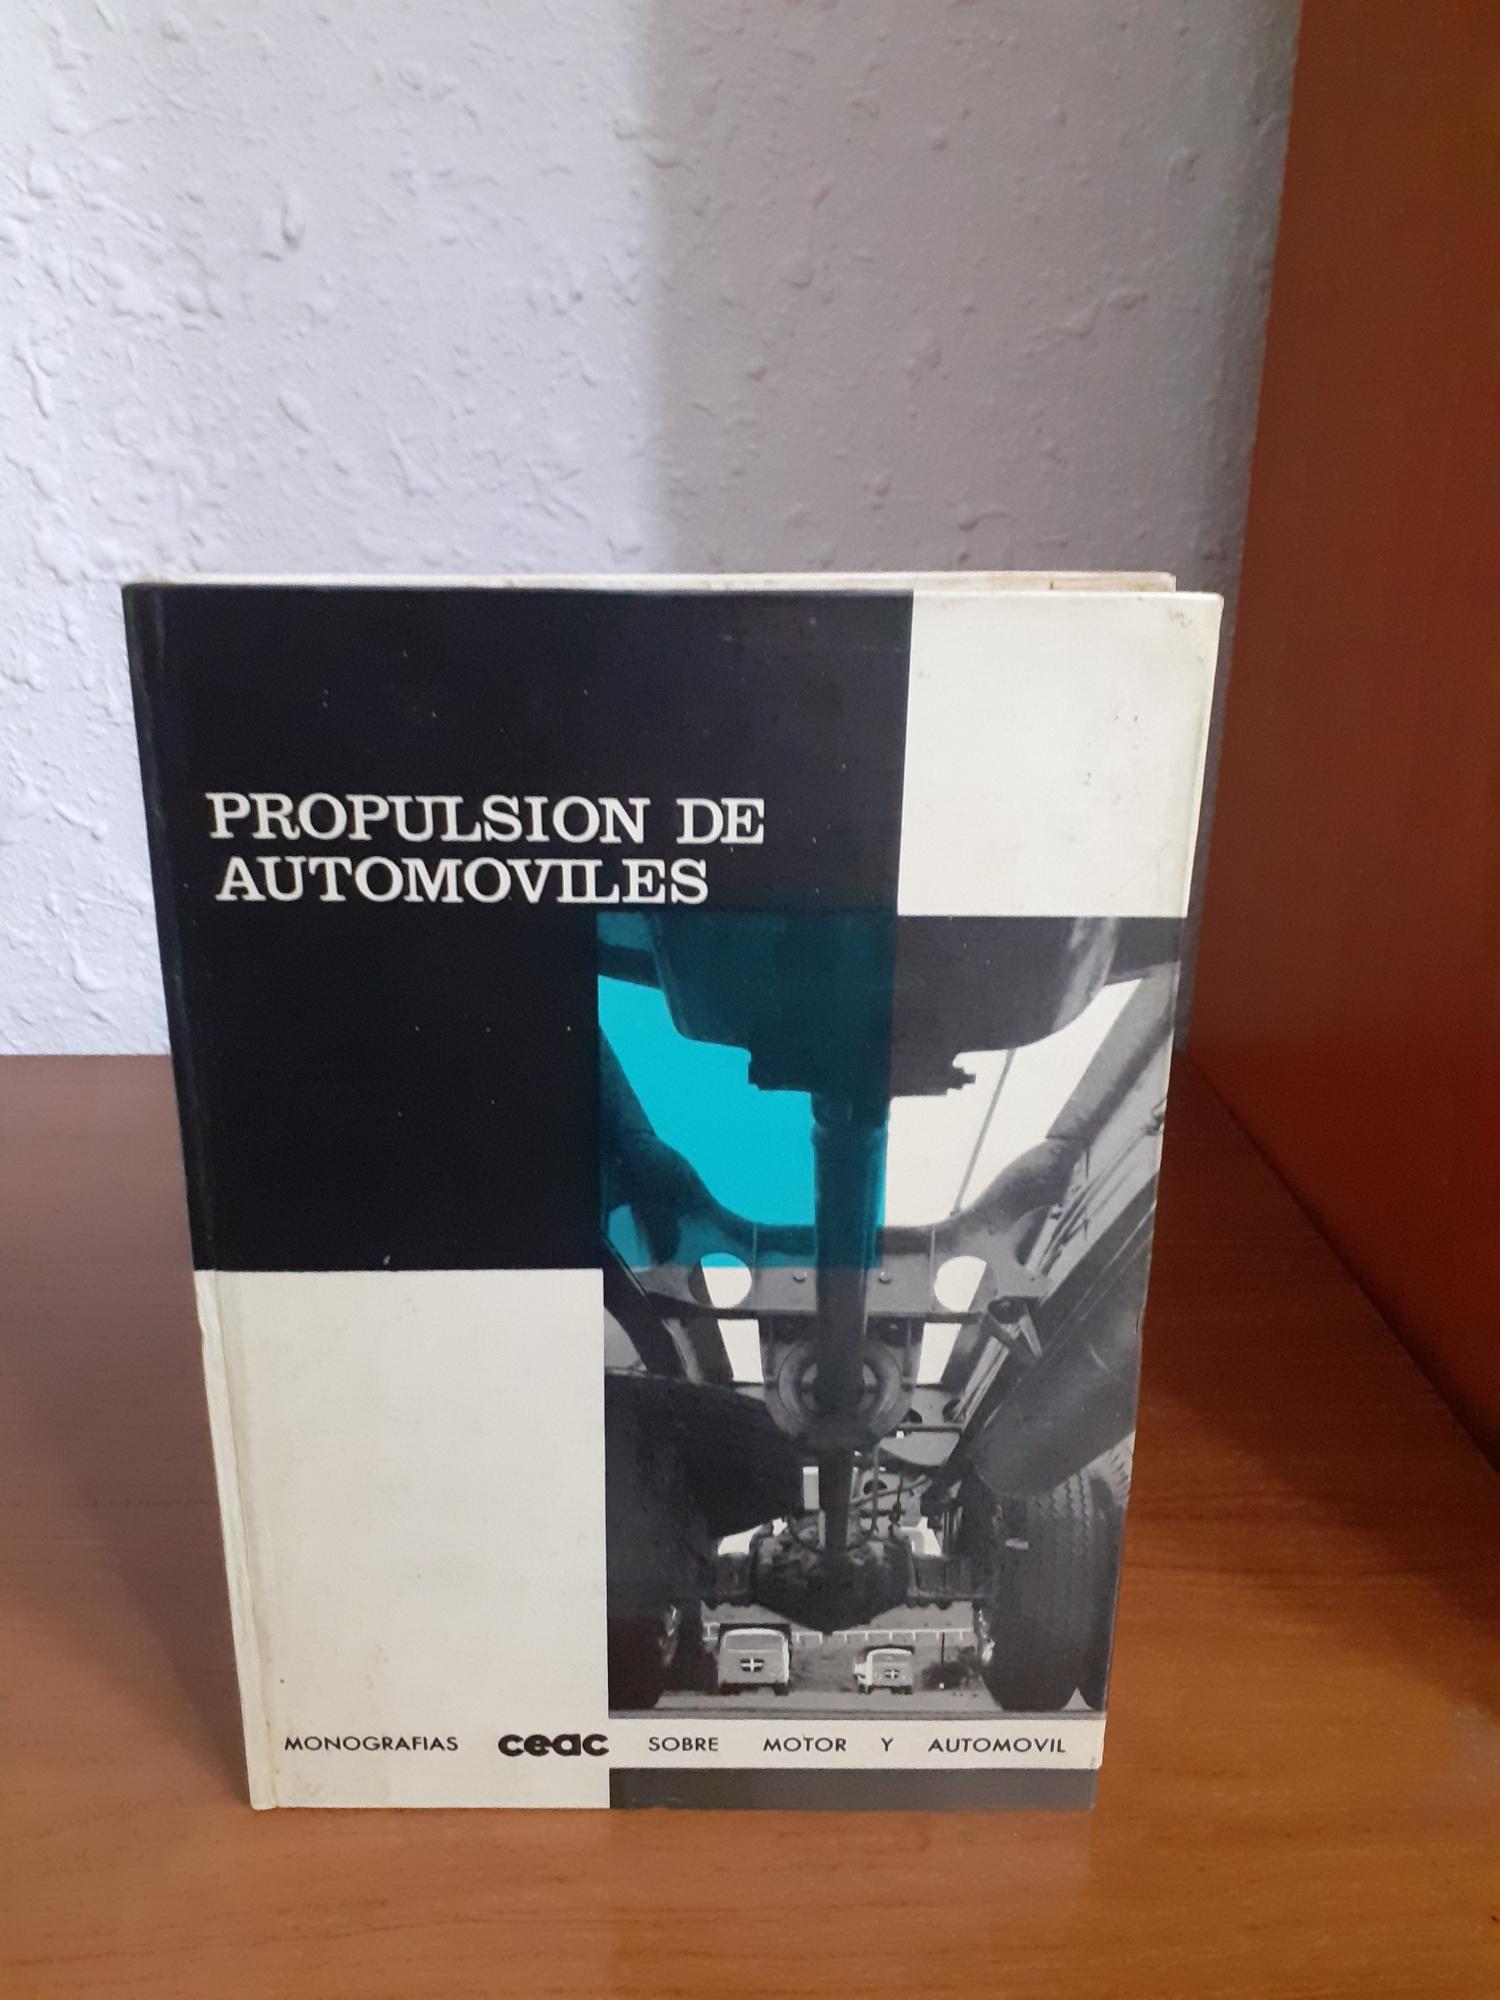 PROPULSION DE
AUTOMOVILES
MONOGRAFIAS ceac SOBRE MOTOR Y AUTOMOVIL